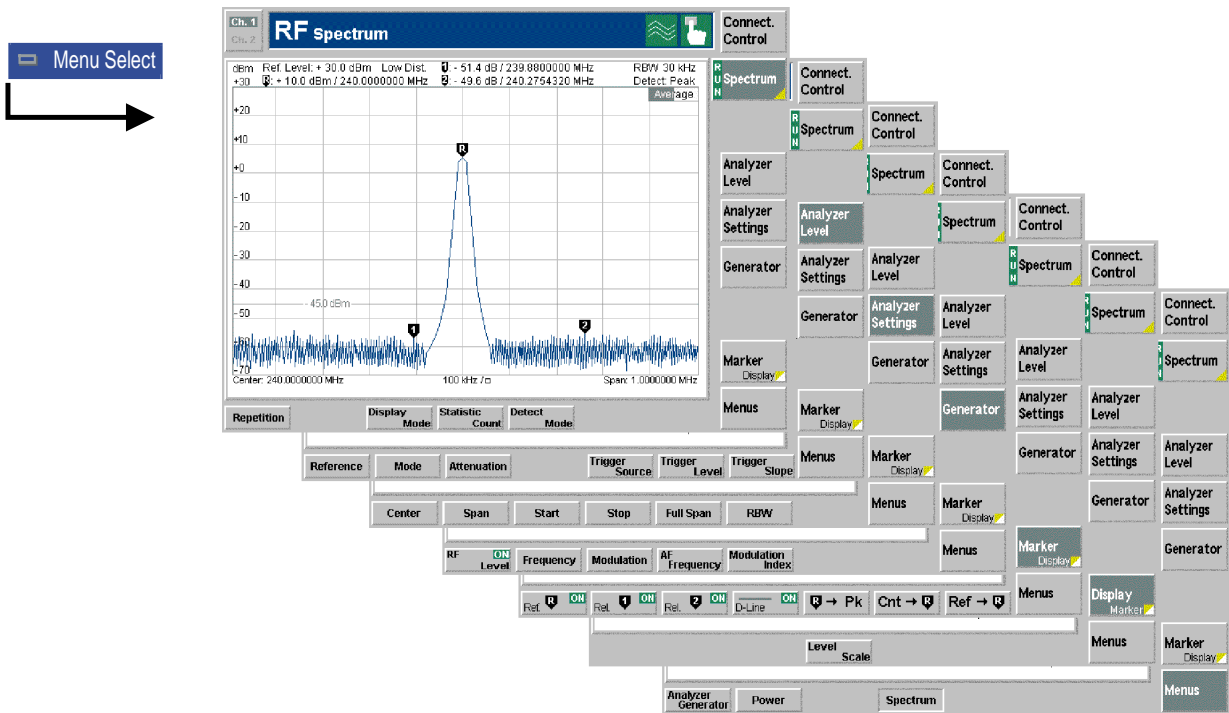 Menu Select
Ch. 1
Ch. 2
RF Spectrum
Connect. Control
dBm Ref. Level: + 30.0 dBm Low Dist. 1: - 51.4 dB / 239.8800000 MHz RBW 30 kHz
+30 R: + 10.0 dBm / 240.0000000 MHz 2: - 49.6 dB / 240.2754320 MHz Detect: Peak
Average
+20
+10
R
+0
-10
-20
-30
-40
- 45.0 dBm
-50
1
2
-70
Center: 240.0000000 MHz 100 kHz / Span: 1.0000000 MHz
RUN Spectrum
Analyzer Level
Analyzer Settings
Generator
Marker Display
Menus
Repetition
Display Mode
Statistic Count
Detect Mode
Connect. Control
RUN Spectrum
Analyzer Level
Analyzer Settings
Generator
Marker Display
Menus
Reference
Mode
Attenuation
Trigger Source
Trigger Level
Trigger Slope
Connect. Control
Spectrum
Analyzer Level
Analyzer Settings
Generator
Marker Display
Menus
Center
Span
Start
Stop
Full Span
RBW
Connect. Control
Spectrum
Analyzer Level
Analyzer Settings
Generator
Marker Display
Menus
RF Level ON
Frequency
Modulation
AF Frequency
Modulation Index
Connect. Control
RUN Spectrum
Analyzer Level
Analyzer Settings
Generator
Marker Display
Menus
Ref. R ON
Rel. 1 ON
Rel. 2 ON
D-Line ON
R → Pk
Cnt → R
Ref → R
Connect. Control
Spectrum
Analyzer Level
Analyzer Settings
Generator
Display Marker
Menus
Level Scale
Connect. Control
Spectrum
Analyzer Level
Analyzer Settings
Generator
Marker Display
Menus
Analyzer Generator
Power
Spectrum